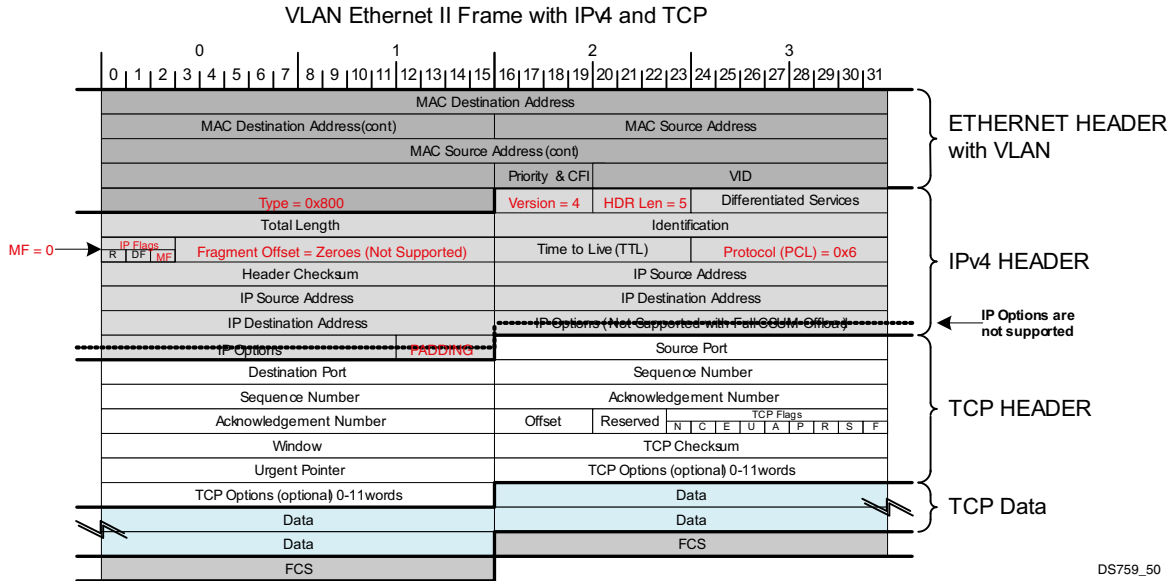 VLAN Ethernet II Frame with IPv4 and TCP
0 1 2 3
0 1 2 3 4 5 6 7 8 9 10 11 12 13 14 15 16 17 18 19 20 21 22 23 24 25 26 27 28 29 30 31
MAC Destination Address
MAC Destination Address(cont) MAC Source Address
MAC Source Address (cont)
Priority & CFI VID
ETHERNET HEADER
with VLAN
Type = 0x800 Version = 4 HDR Len = 5 Differentiated Services
Total Length Identification
MF = 0 IP Flags
R DF MF Fragment Offset = Zeroes (Not Supported) Time to Live (TTL) Protocol (PCL) = 0x6
IPv4 HEADER
Header Checksum IP Source Address
IP Source Address IP Destination Address
IP Destination Address IP Options (Not Supported with Full CSUM Offload)
IP Options are
not supported
IP Options PADDING Source Port
Destination Port Sequence Number
Sequence Number Acknowledgement Number
TCP HEADER
Acknowledgement Number Offset Reserved TCP Flags
N C E U A P R S F
Window TCP Checksum
Urgent Pointer TCP Options (optional) 0-11words
TCP Options (optional) 0-11words Data
TCP Data
Data Data
Data FCS
FCS
DS759_50